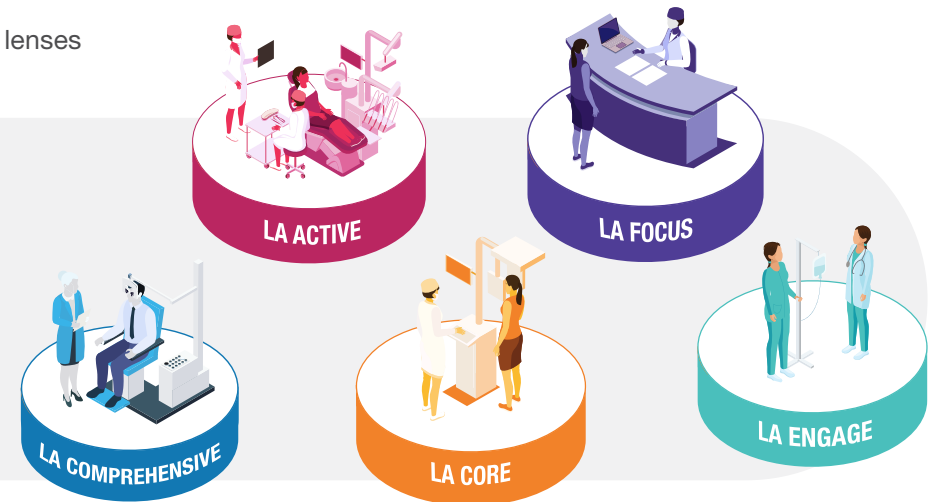 lenses
LA ACTIVE
LA FOCUS
LA COMPREHENSIVE
LA CORE
LA ENGAGE